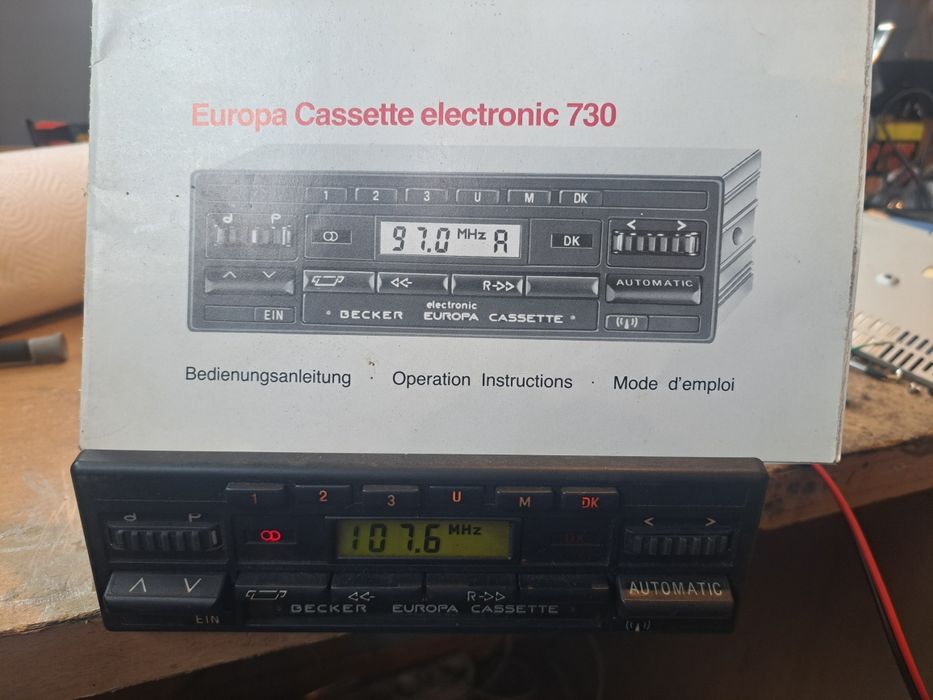 Europa Cassette electronic 730
1 2 3 U M DK
P
97.0 MHz A DK < >
<<- R->> AUTOMATIC
electronic
EIN BECKER EUROPA CASSETTE
Bedienungsanleitung · Operation Instructions · Mode d'emploi
1 2 3 U M DK
P 107.6 MHz DK < >
<<- R->> AUTOMATIC
BECKER EUROPA CASSETTE
EIN